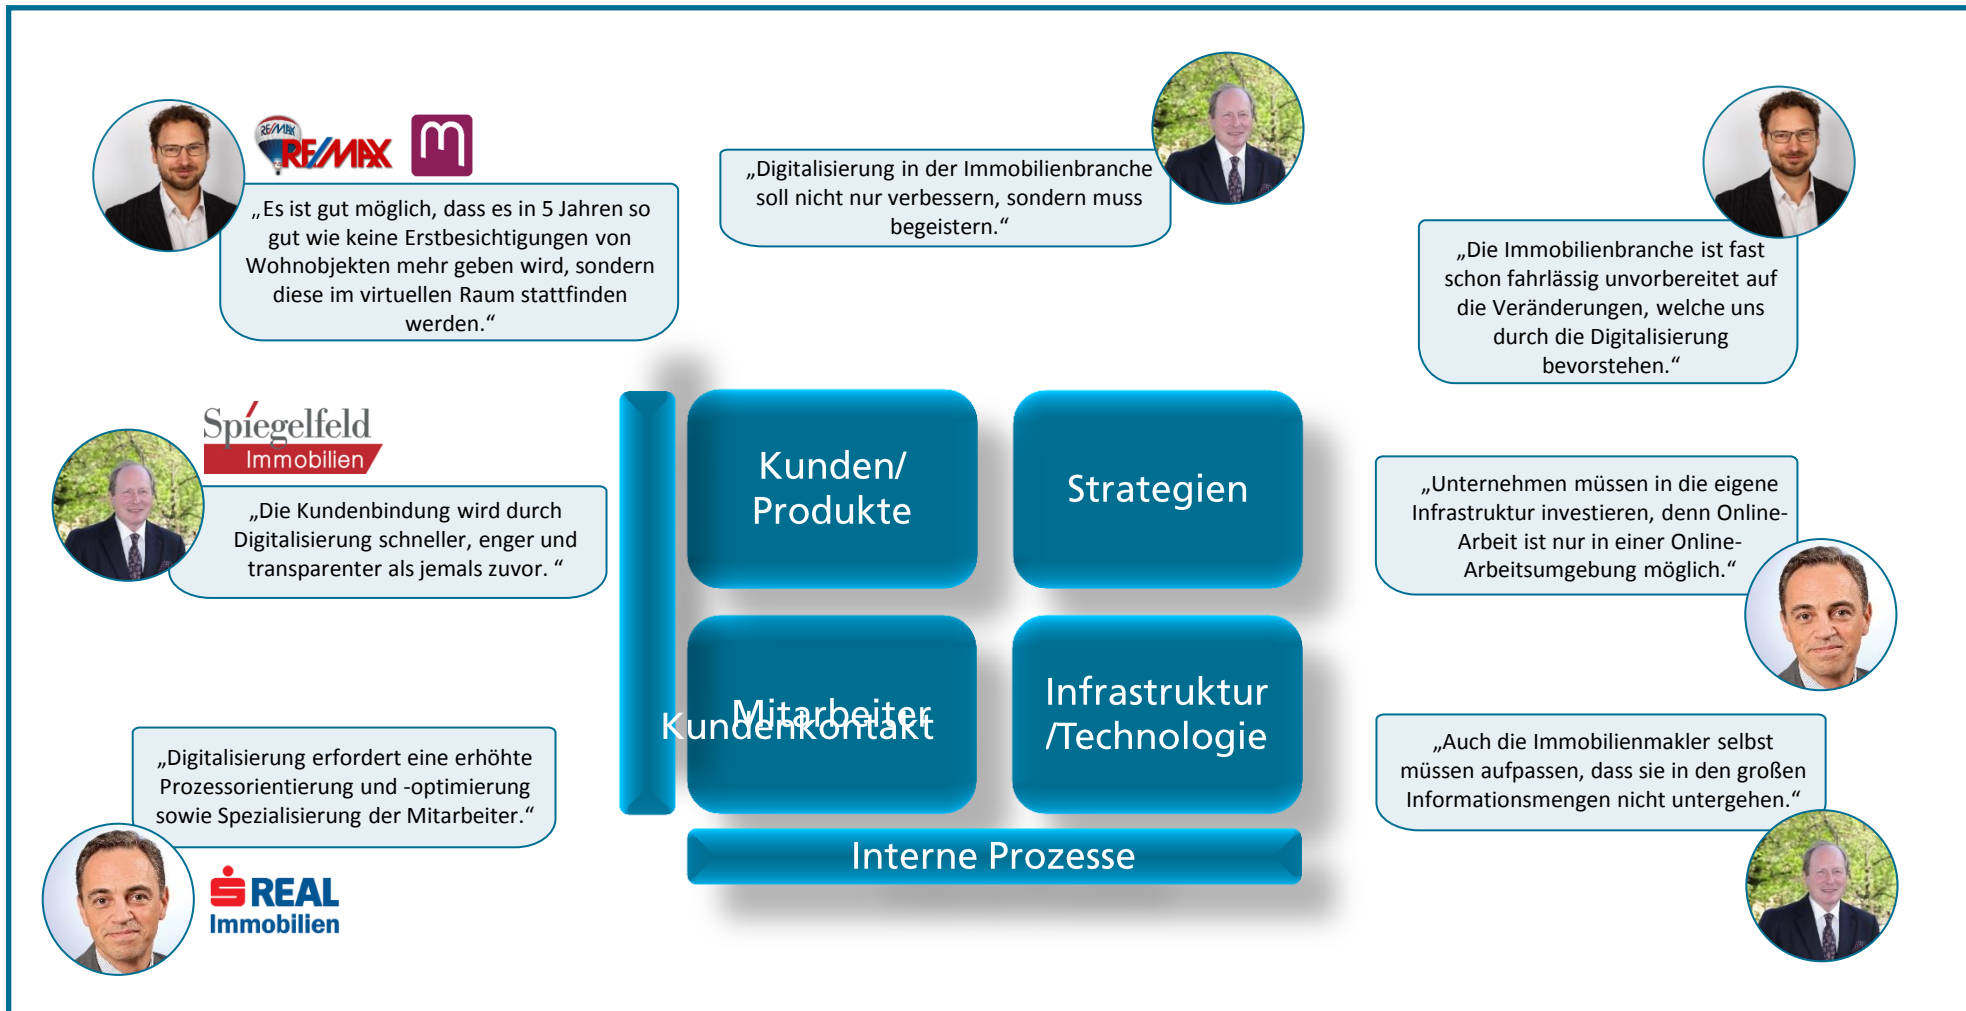 RE/MAX
RE/MAX
m
„Es ist gut möglich, dass es in 5 Jahren so
gut wie keine Erstbesichtigungen von
Wohnobjekten mehr geben wird, sondern
diese im virtuellen Raum stattfinden
werden.“
„Digitalisierung in der Immobilienbranche
soll nicht nur verbessern, sondern muss
begeistern.“
„Die Immobilienbranche ist fast
schon fahrlässig unvorbereitet auf
die Veränderungen, welche uns
durch die Digitalisierung
bevorstehen.“
Spiegelfeld
Immobilien
„Die Kundenbindung wird durch
Digitalisierung schneller, enger und
transparenter als jemals zuvor. “
Kunden/
Produkte
Strategien
„Unternehmen müssen in die eigene
Infrastruktur investieren, denn Online-
Arbeit ist nur in einer Online-
Arbeitsumgebung möglich.“
Mitarbeiter
Kundenkontakt
Infrastruktur
/Technologie
„Digitalisierung erfordert eine erhöhte
Prozessorientierung und -optimierung
sowie Spezialisierung der Mitarbeiter.“
„Auch die Immobilienmakler selbst
müssen aufpassen, dass sie in den großen
Informationsmengen nicht untergehen.“
Interne Prozesse
S REAL
Immobilien